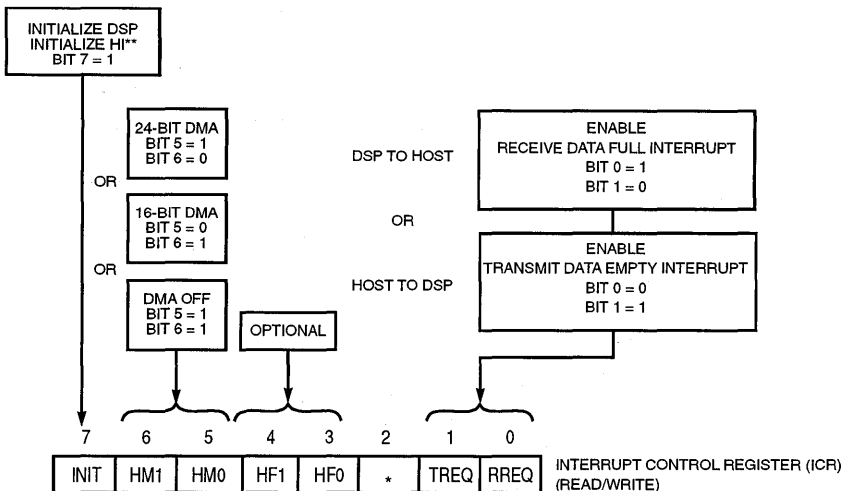 INITIALIZE DSP
INITIALIZE HI**
BIT 7 = 1
24-BIT DMA
BIT 5 = 1
BIT 6 = 0
OR
16-BIT DMA
BIT 5 = 0
BIT 6 = 1
OR
DMA OFF
BIT 5 = 1
BIT 6 = 1
OPTIONAL
DSP TO HOST
OR
HOST TO DSP
ENABLE
RECEIVE DATA FULL INTERRUPT
BIT 0 = 1
BIT 1 = 0
ENABLE
TRANSMIT DATA EMPTY INTERRUPT
BIT 0 = 0
BIT 1 = 1
7 6 5 4 3 2 1 0
INIT HM1 HM0 HF1 HF0 * TREQ RREQ
INTERRUPT CONTROL REGISTER (ICR)
(READ/WRITE)